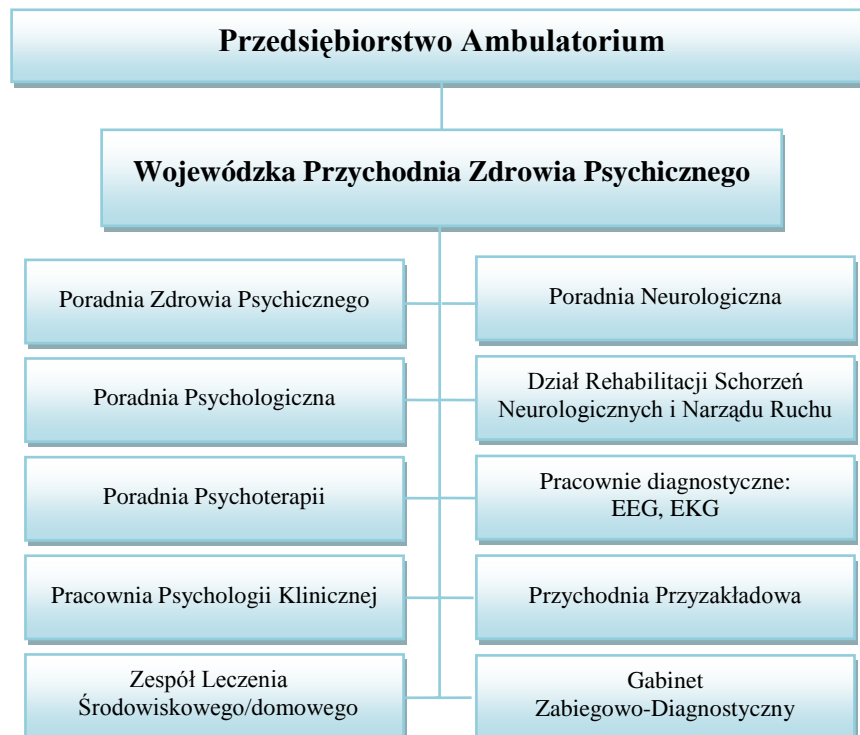 Przedsiębiorstwo Ambulatorium
Wojewódzka Przychodnia Zdrowia Psychicznego
Poradnia Zdrowia Psychicznego
Poradnia Neurologiczna
Poradnia Psychologiczna
Dział Rehabilitacji Schorzeń
Neurologicznych i Narządu Ruchu
Poradnia Psychoterapii
Pracownie diagnostyczne:
EEG, EKG
Pracownia Psychologii Klinicznej
Przychodnia Przyzakładowa
Zespół Leczenia
Środowiskowego/domowego
Gabinet
Zabiegowo-Diagnostyczny